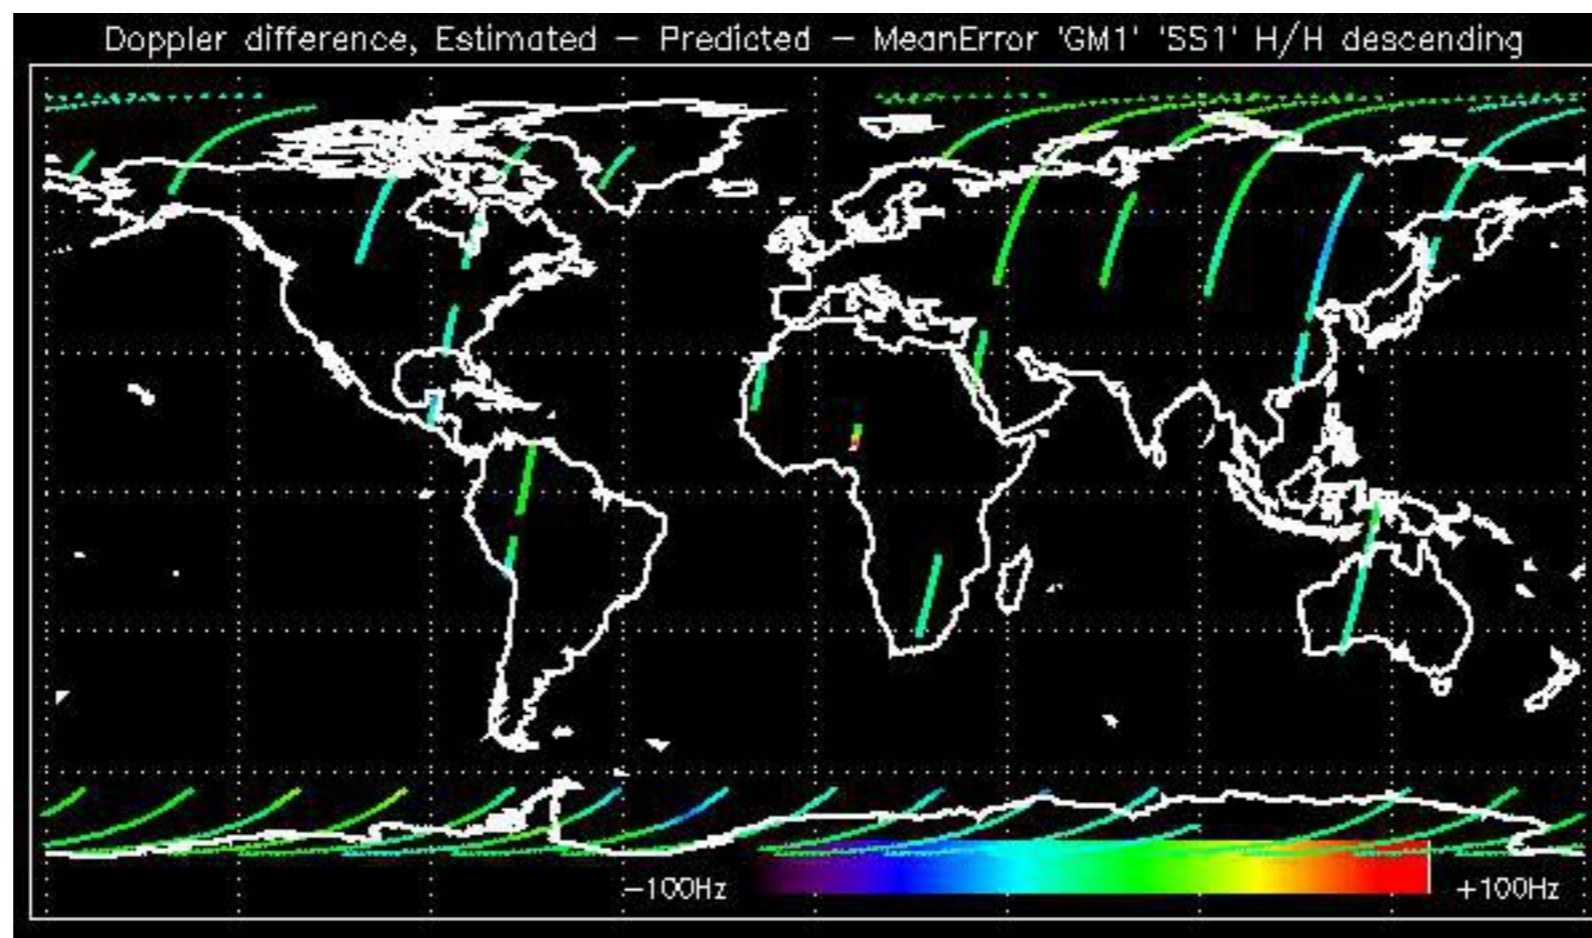 Doppler difference, Estimated − Predicted − MeanError 'GM1' 'SS1' H/H descending
−100Hz
+100Hz